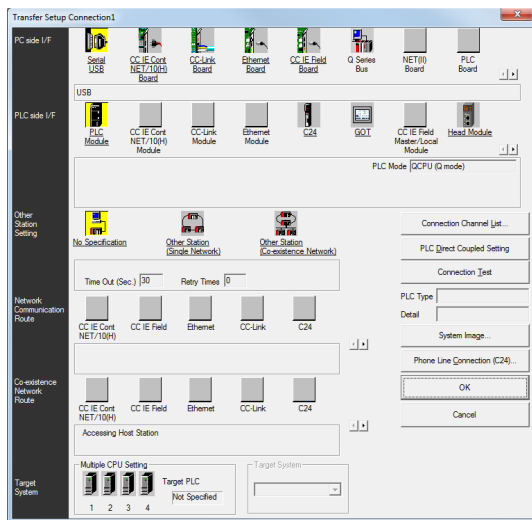 Transfer Setup Connection1
PC side I/F
Serial USB
CC IE Cont NET/10(H) Board
CC-Link Board
Ethernet Board
CC IE Field Board
Q Series Bus
NET(II) Board
PLC Board
USB
PLC side I/F
PLC Module
CC IE Cont NET/10(H) Module
CC-Link Module
Ethernet Module
C24
GOT
CC IE Field Master/Local Module
Head Module
PLC Mode QCPU (Q mode)
Other Station Setting
No Specification
Other Station (Single Network)
Other Station (Co-existence Network)
Time Out (Sec.) 30
Retry Times 0
Connection Channel List...
PLC Direct Coupled Setting
Connection Test
PLC Type
Detail
System Image...
Phone Line Connection (C24)...
OK
Cancel
Network Communication Route
CC IE Cont NET/10(H)
CC IE Field
Ethernet
CC-Link
C24
Co-existence Network Route
CC IE Cont NET/10(H)
CC IE Field
Ethernet
CC-Link
C24
Accessing Host Station
Target System
Multiple CPU Setting
1 2 3 4
Target PLC
Not Specified
Target System